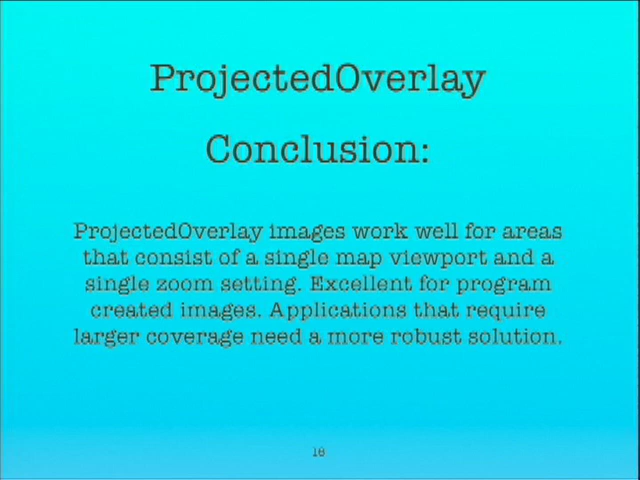 ProjectedOverlay
Conclusion:
ProjectedOverlay images work well for areas
that consist of a single map viewport and a
single zoom setting. Excellent for program
created images. Applications that require
larger coverage need a more robust solution.
18